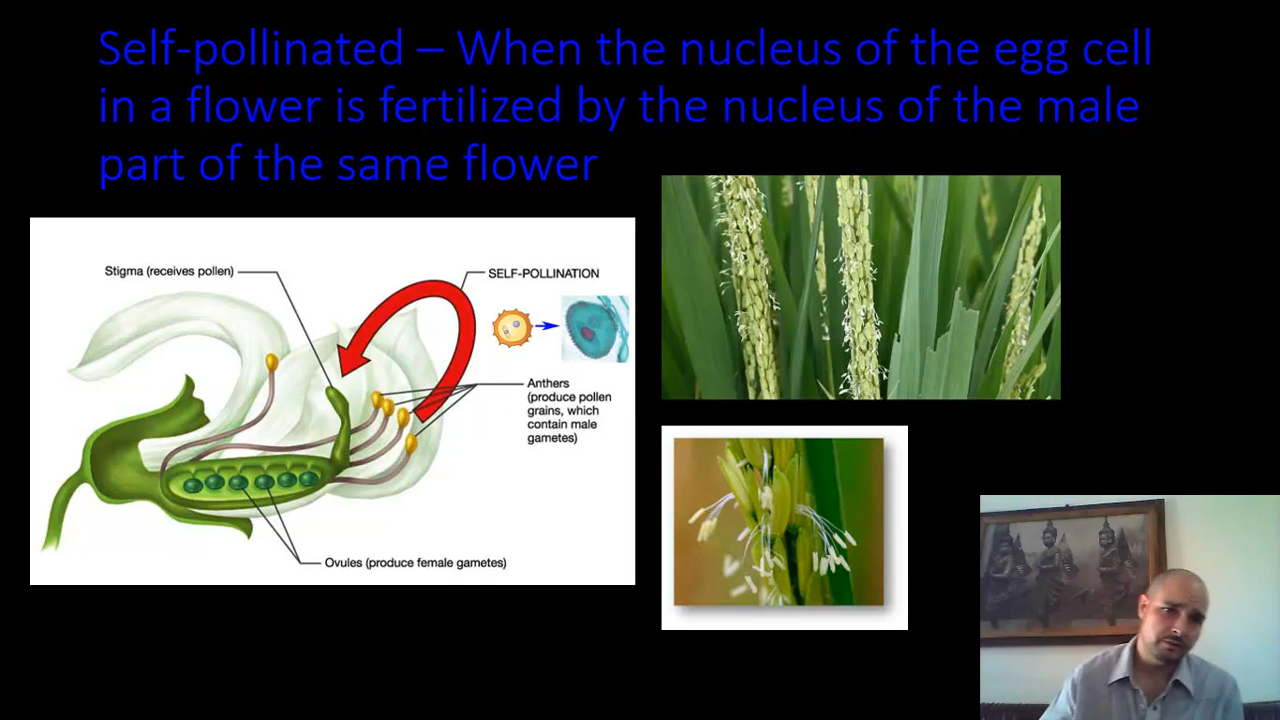 Self-pollinated – When the nucleus of the egg cell
in a flower is fertilized by the nucleus of the male
part of the same flower
Stigma (receives pollen)
SELF-POLLINATION
Anthers
(produce pollen
grains, which
contain male
gametes)
Ovules (produce female gametes)